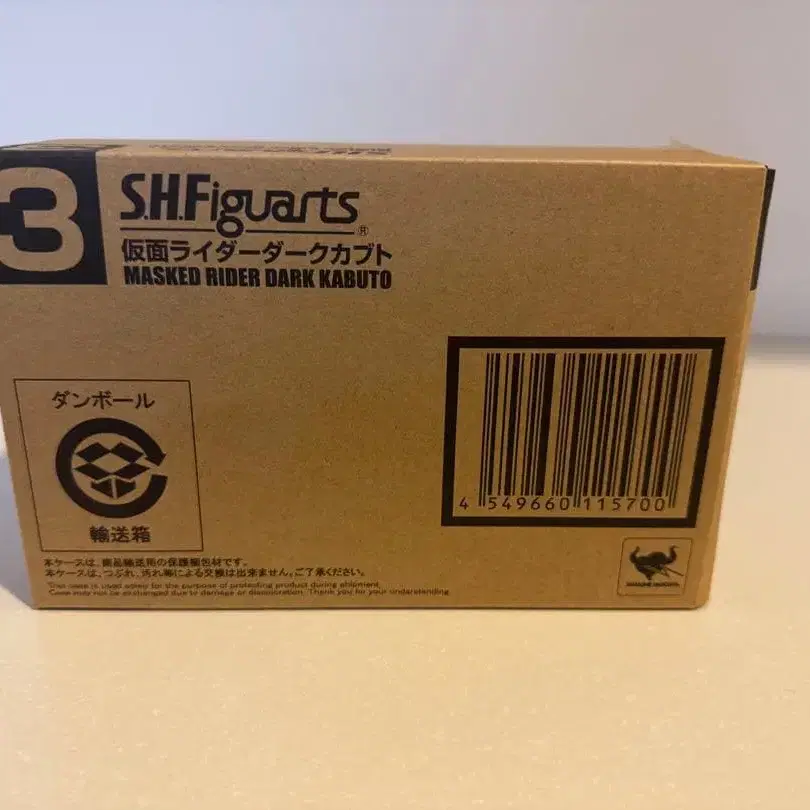 3
S.H.Figuarts
®
仮面ライダーダークカブト
MASKED RIDER DARK KABUTO
ダンボール
輸送箱
4 549660 115700
本ケースは、商品輸送用の保護梱包材です。
本ケースは、つぶれ、汚れ等による交換は出来ません。ご了承ください。
This case is used solely for the purpose of protecting product during shipment.
Case may not be exchanged due to damage or discoloration. Thank you for your understanding.
TAMASHII NATIONS